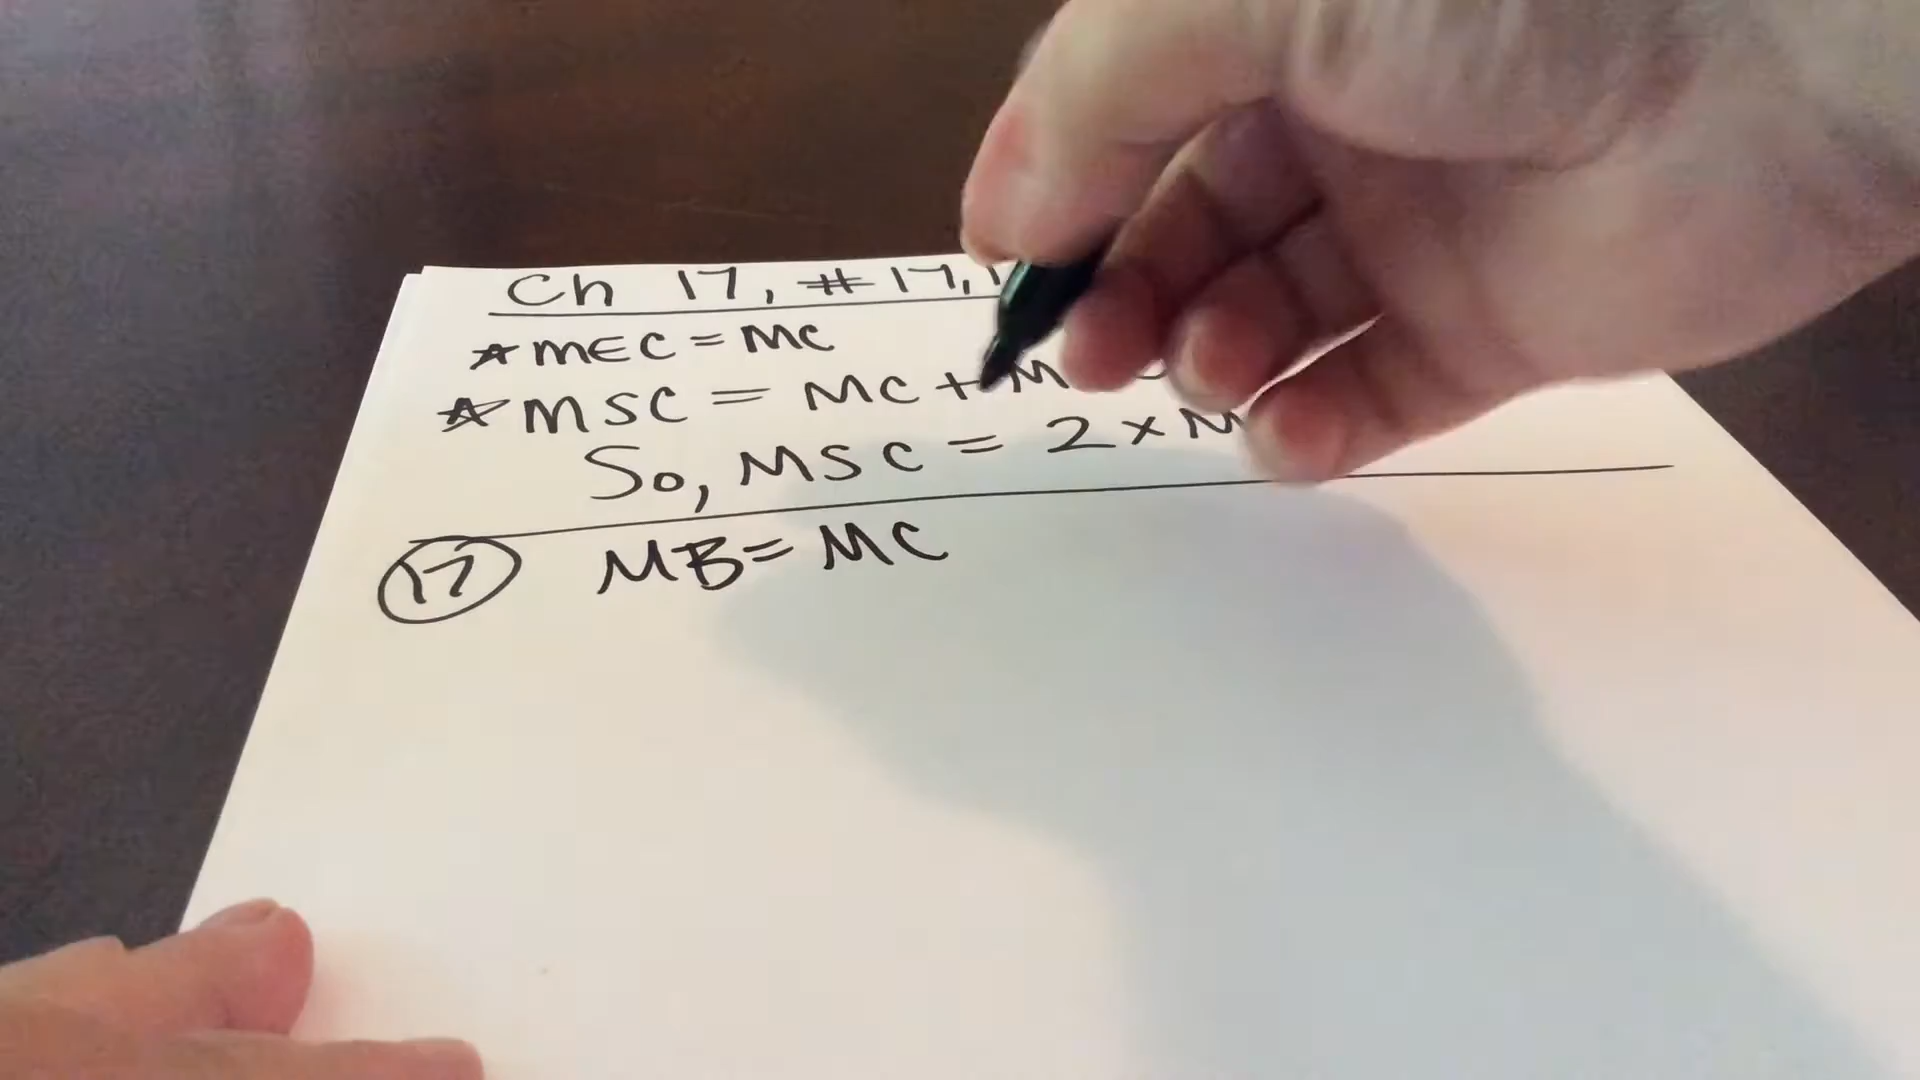 Ch 17, # 17,
* MEC = MC
* MSC = MC +
So, MSC = 2 ×
17 MB = MC